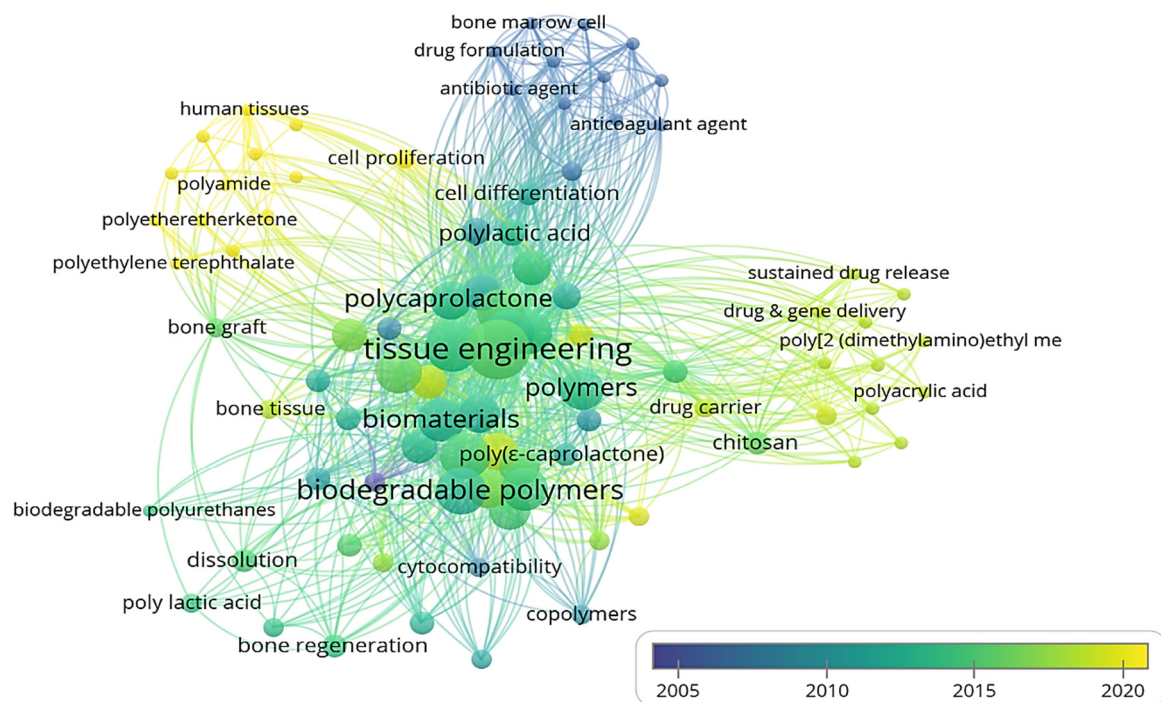 bone marrow cell
drug formulation
antibiotic agent
human tissues
anticoagulant agent
cell proliferation
polyamide
cell differentiation
polyetheretherketone
polylactic acid
polyethylene terephthalate
sustained drug release
polycaprolactone
drug & gene delivery
bone graft
poly[2 (dimethylamino)ethyl me
tissue engineering
polymers
polyacrylic acid
bone tissue
drug carrier
biomaterials
chitosan
poly(ε-caprolactone)
biodegradable polymers
biodegradable polyurethanes
dissolution
cytocompatibility
poly lactic acid
copolymers
bone regeneration
2005
2010
2015
2020